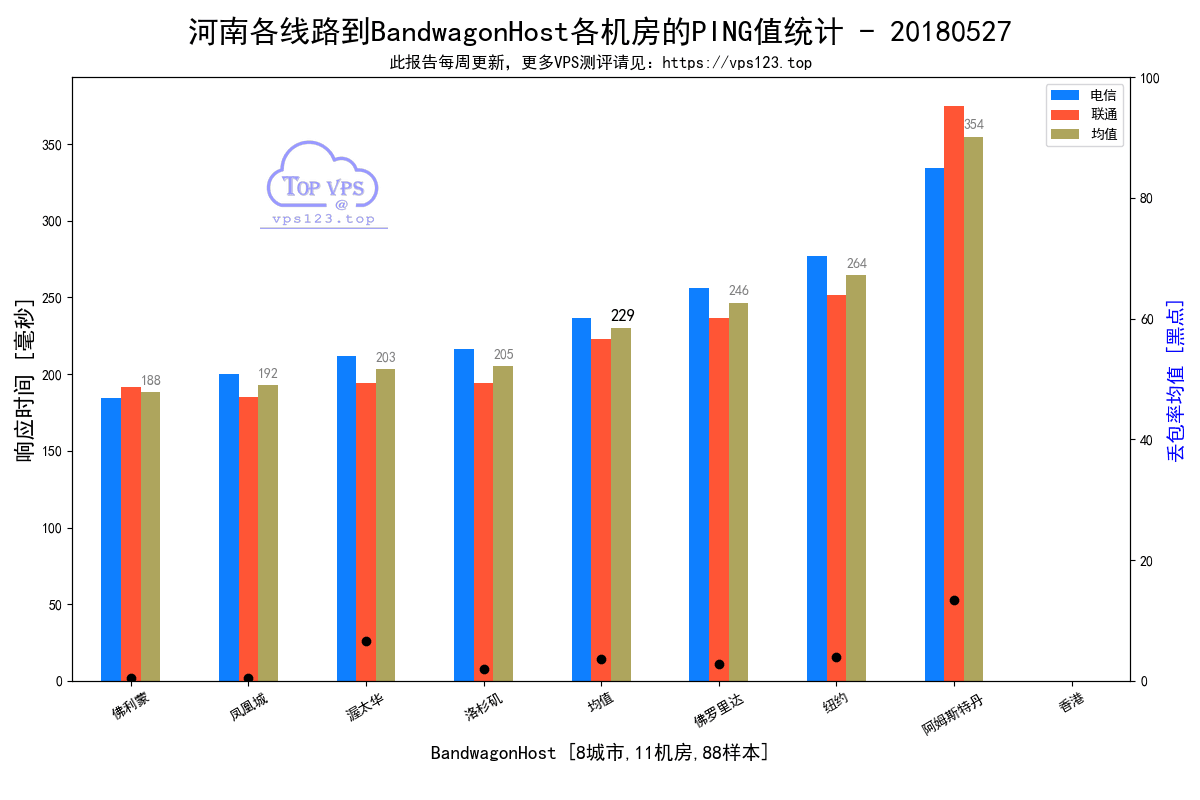 河南各线路到BandwagonHost各机房的PING值统计 - 20180527
此报告每周更新，更多VPS测评请见：https://vps123.top
电信
联通
均值
TOP VPS
@
vps123.top
响应时间 [毫秒]
350
300
250
200
150
100
50
0
188
192
203
205
229
246
264
354
100
80
60
40
20
0
丢包率均值 [黑点]
佛利蒙
凤凰城
渥太华
洛杉矶
均值
佛罗里达
纽约
阿姆斯特丹
香港
BandwagonHost [8城市,11机房,88样本]